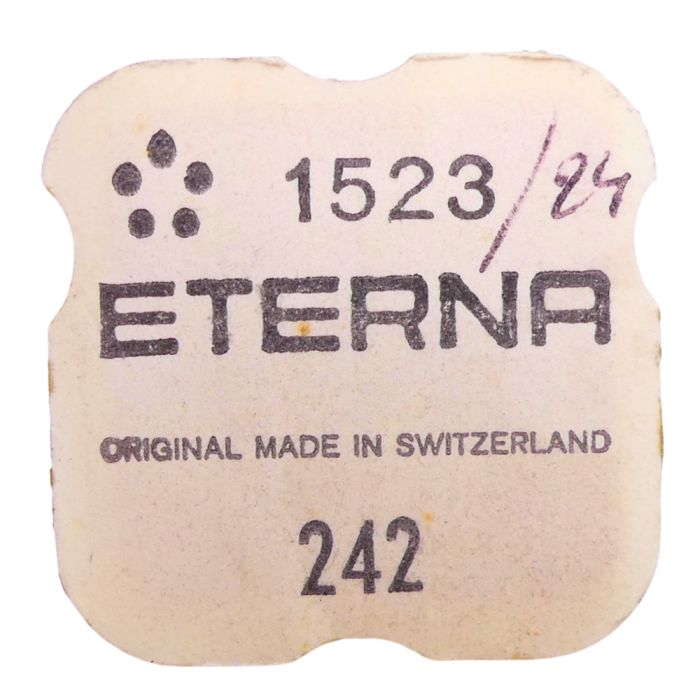 1523/24
ETERNA
ORIGINAL MADE IN SWITZERLAND
242